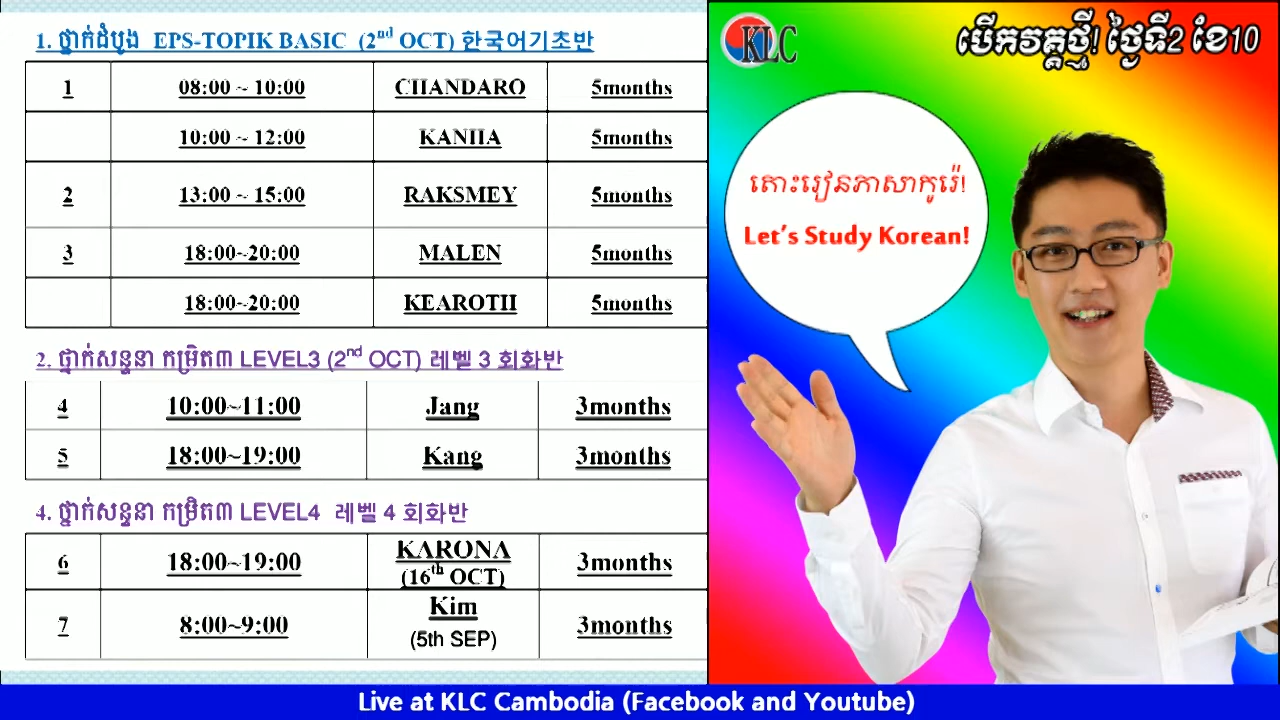 1. ថ្នាក់ដំបូង EPS-TOPIK BASIC (2nd OCT) 한국어기초반
1 08:00 ~ 10:00 CHANDARO 5months
10:00 ~ 12:00 KANHA 5months
2 13:00 ~ 15:00 RAKSMEY 5months
3 18:00~20:00 MALEN 5months
18:00~20:00 KEAROTH 5months
2. ថ្នាក់សន្ទនា កម្រិត៣ LEVEL3 (2nd OCT) 레벨 3 회화반
4 10:00~11:00 Jang 3months
5 18:00~19:00 Kang 3months
4. ថ្នាក់សន្ទនា កម្រិត៣ LEVEL4 레벨 4 회화반
6 18:00~19:00 KARONA 3months
(16th OCT)
7 8:00~9:00 Kim 3months
(5th SEP)
KLC
បើកវគ្គថ្មី! ថ្ងៃទី2 ខែ10
តោះរៀនភាសាកូរ៉េ!
Let's Study Korean!
Live at KLC Cambodia (Facebook and Youtube)